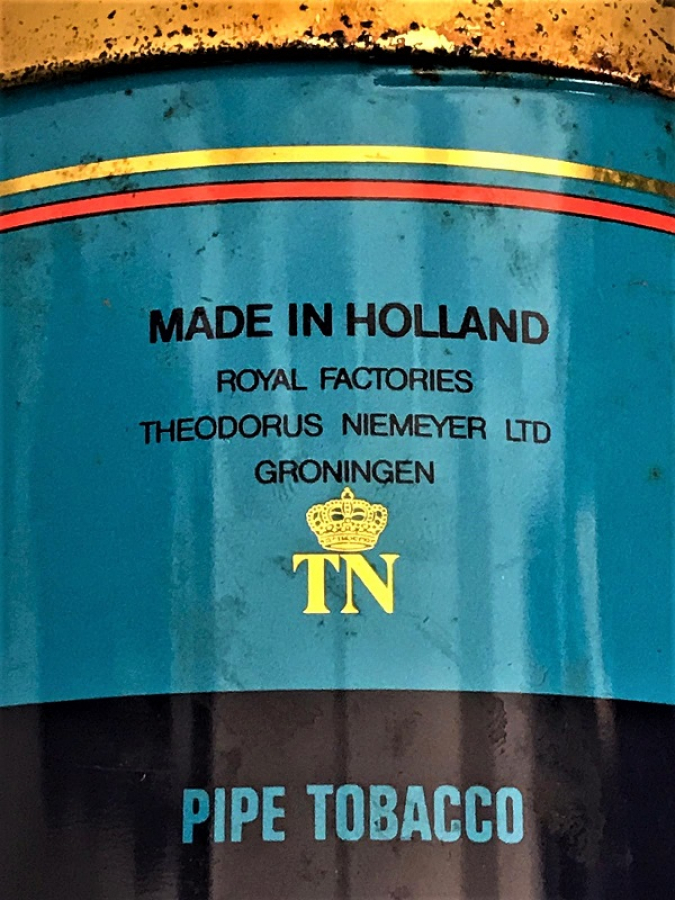 MADE IN HOLLAND
ROYAL FACTORIES
THEODORUS NIEMEYER LTD
GRONINGEN
TN
PIPE TOBACCO